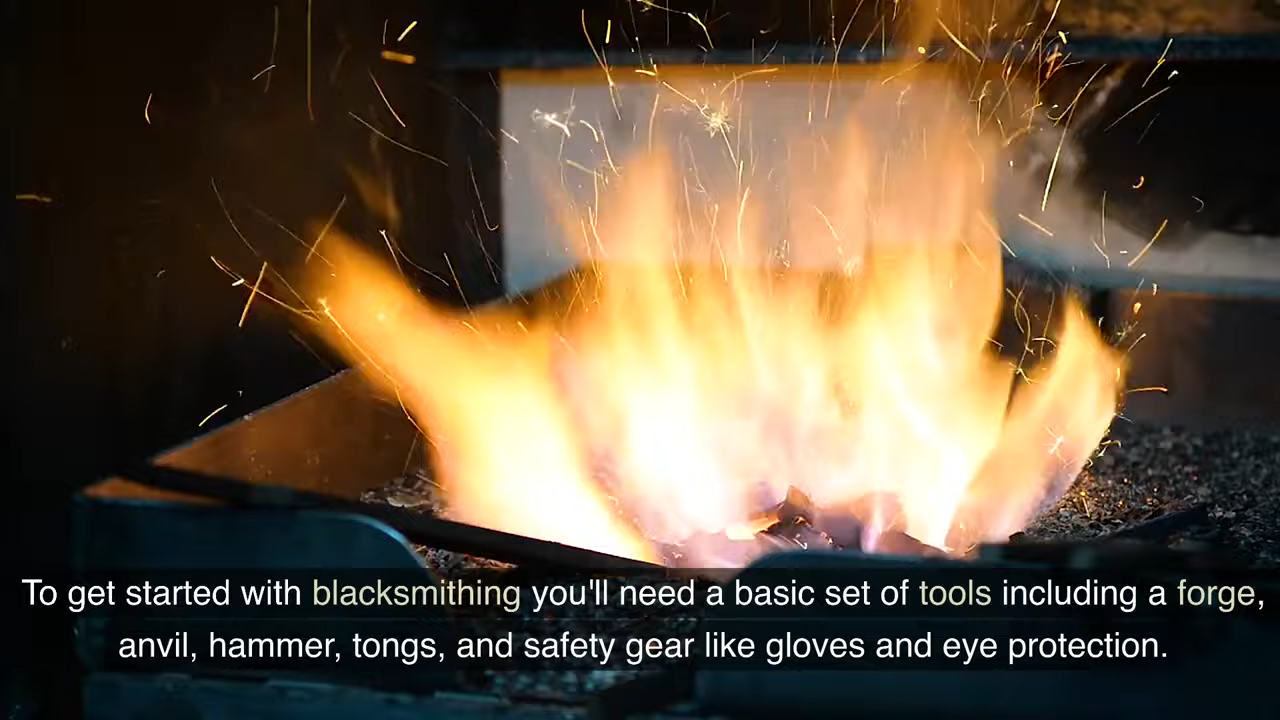 To get started with blacksmithing you'll need a basic set of tools including a forge,
anvil, hammer, tongs, and safety gear like gloves and eye protection.